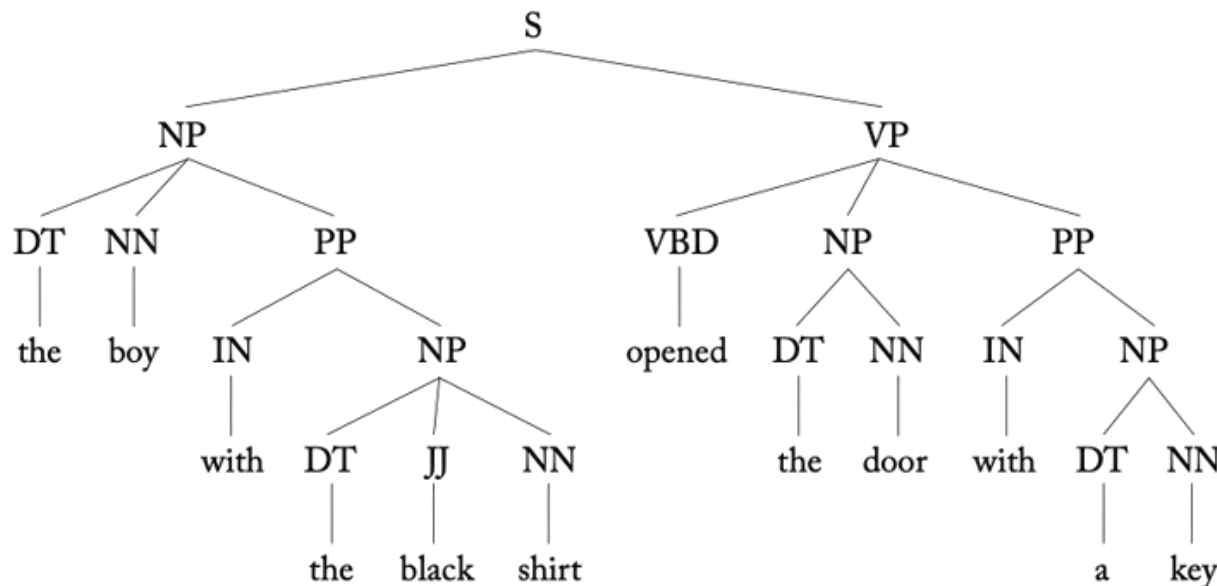 S
NP VP
DT NN PP VBD NP PP
the boy IN NP opened DT NN IN NP
with DT JJ NN the door with DT NN
the black shirt a key